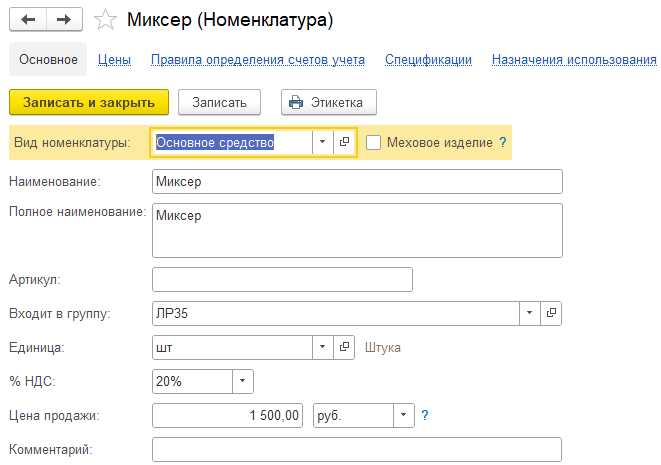 Миксер (Номенклатура)
Основное Цены Правила определения счетов учета Спецификации Назначения использования
Записать и закрыть Записать Этикетка
Вид номенклатуры: Основное средство Меховое изделие ?
Наименование: Миксер
Полное наименование: Миксер
Артикул:
Входит в группу: ЛР35
Единица: шт Штука
% НДС: 20%
Цена продажи: 1 500,00 руб. ?
Комментарий: